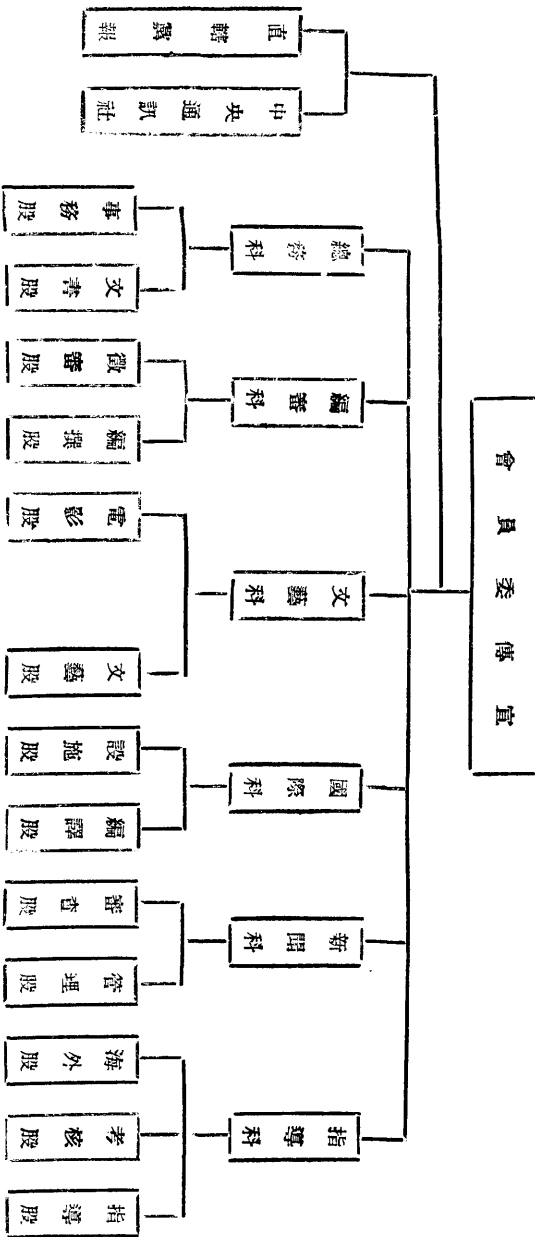 宣傳委員會
指導科
新聞科
國際科
文藝科
編審科
總務科
指導股
考核股
海外股
管理股
審查股
編譯股
設施股
文藝股
電影股
編撰股
徵審股
文書股
事務股
中央通訊社
直轄黨報